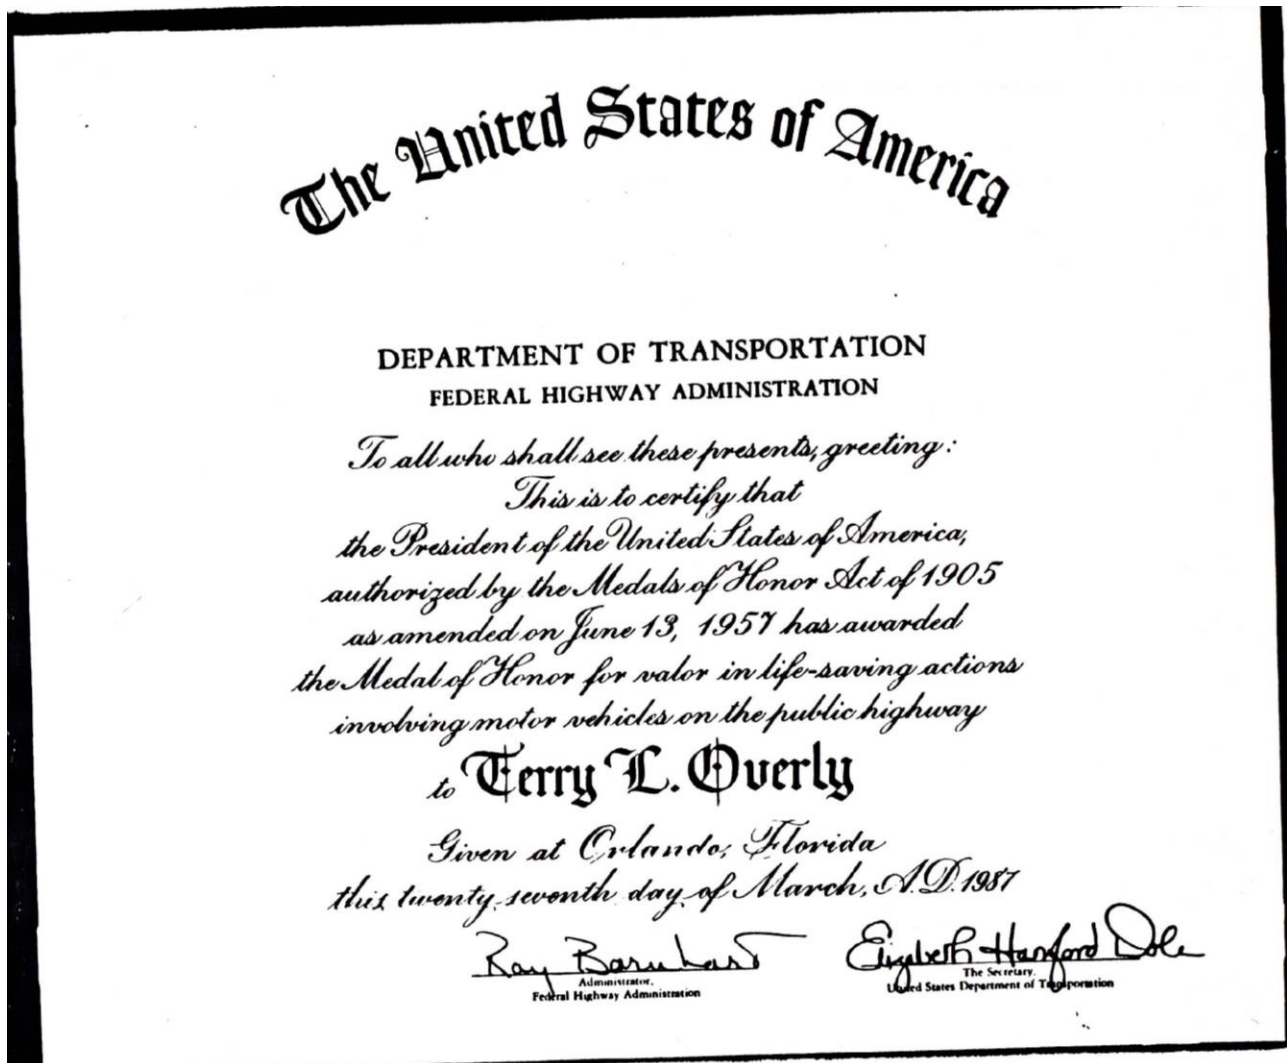 The United States of America
DEPARTMENT OF TRANSPORTATION
FEDERAL HIGHWAY ADMINISTRATION
To all who shall see these presents, greeting:
This is to certify that
the President of the United States of America,
authorized by the Medals of Honor Act of 1905
as amended on June 13, 1957 has awarded
the Medal of Honor for valor in life-saving actions
involving motor vehicles on the public highway
to Terry L. Overly
Given at Orlando, Florida
this twenty-seventh day of March, A.D. 1987
Ray Barnhart
Administrator,
Federal Highway Administration
Elizabeth Hanford Dole
The Secretary,
United States Department of Transportation